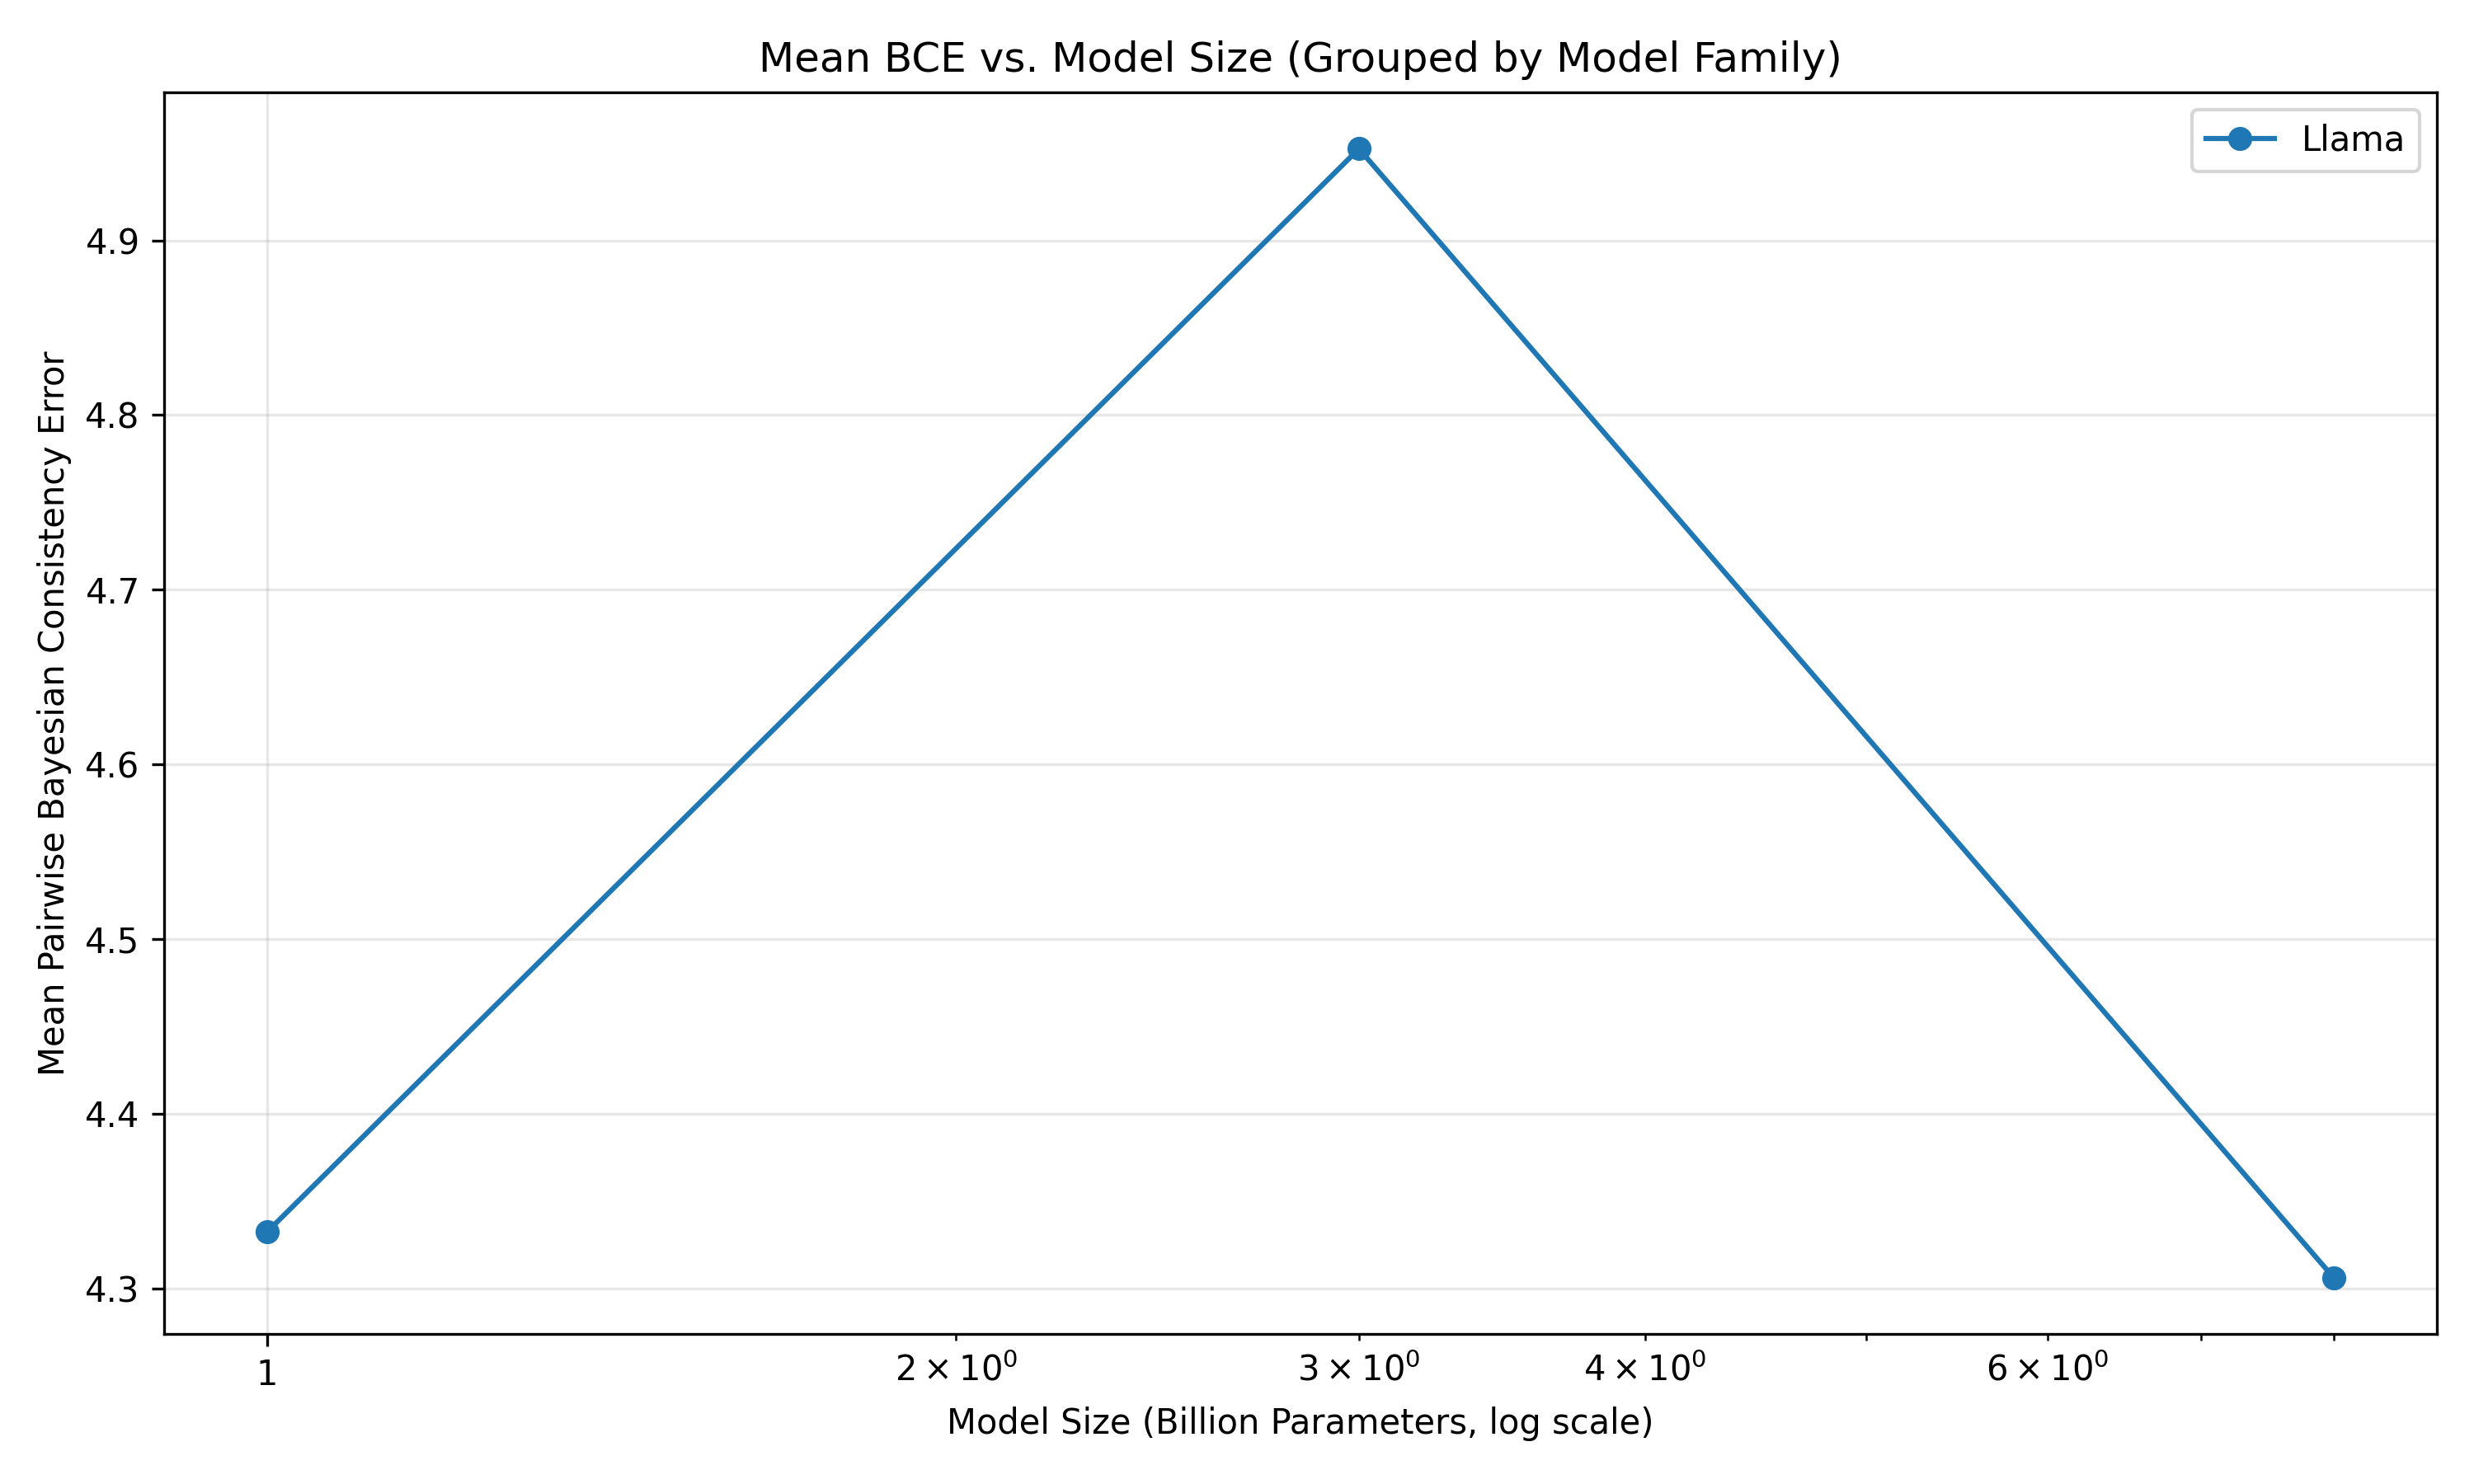 Mean BCE vs. Model Size (Grouped by Model Family)
Llama
Mean Pairwise Bayesian Consistency Error
4.9
4.8
4.7
4.6
4.5
4.4
4.3
1 2 × 10⁰ 3 × 10⁰ 4 × 10⁰ 6 × 10⁰
Model Size (Billion Parameters, log scale)